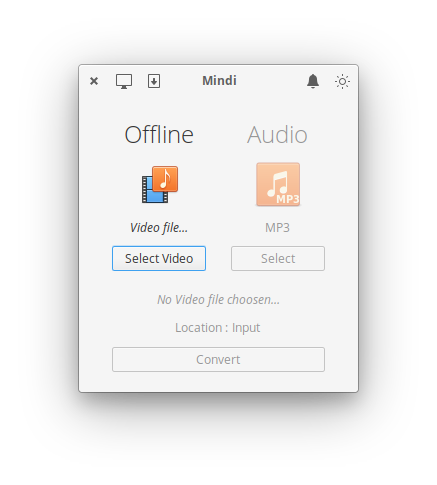 Mindi
Offline Audio
MP3
Video file... MP3
Select Video Select
No Video file choosen...
Location : Input
Convert